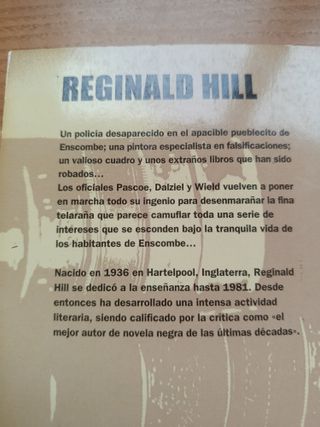 REGINALD HILL
Un policía desaparecido en el apacible pueblecito de
Enscombe; una pintora especialista en falsificaciones;
un valioso cuadro y unos extraños libros que han sido
robados...
Los oficiales Pascoe, Dalziel y Wield vuelven a poner
en marcha todo su ingenio para desenmarañar la fina
telaraña que parece camuflar toda una serie de
intereses que se esconden bajo la tranquila vida de
los habitantes de Enscombe...
Nacido en 1936 en Hartelpool, Inglaterra, Reginald
Hill se dedicó a la enseñanza hasta 1981. Desde
entonces ha desarrollado una intensa actividad
literaria, siendo calificado por la crítica como «el
mejor autor de novela negra de las últimas décadas».